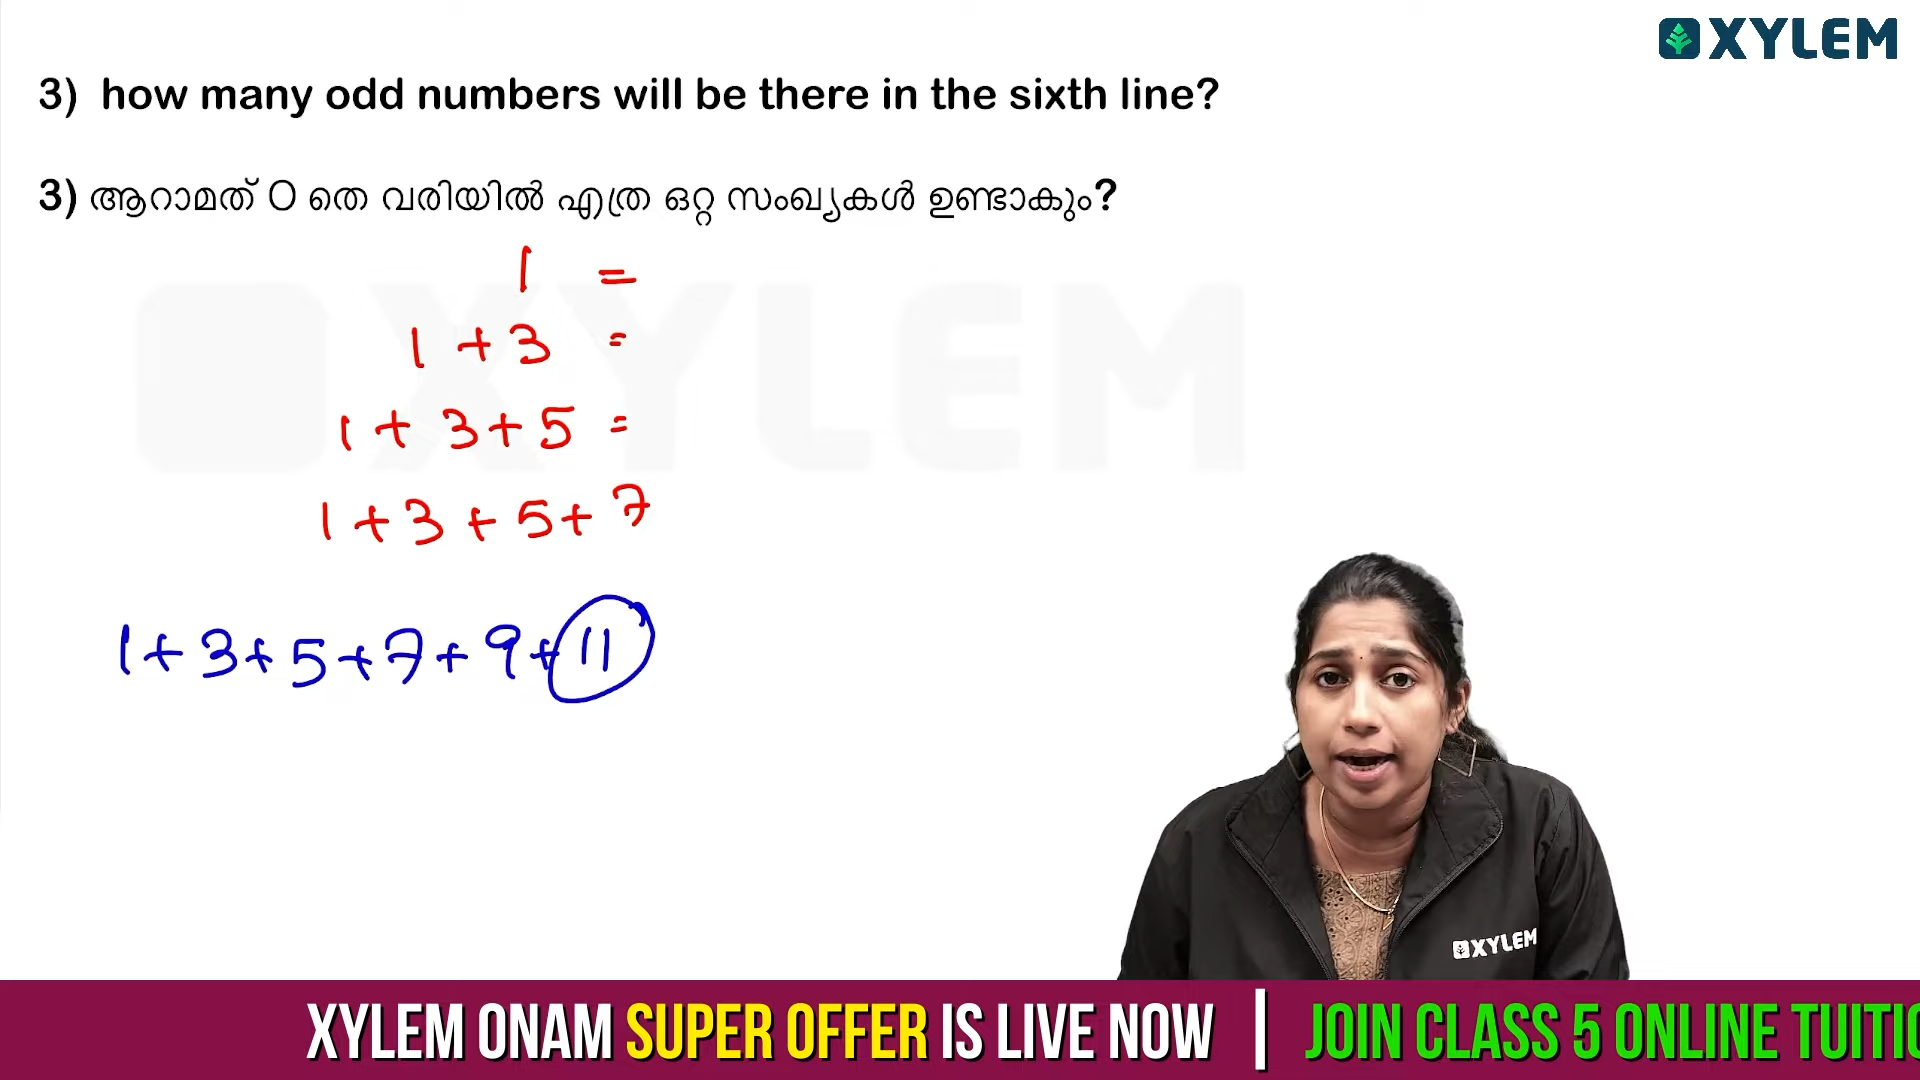 XYLEM
3) how many odd numbers will be there in the sixth line?
3) ആറാമത് O തെ വരിയിൽ എത്ര ഒറ്റ സംഖ്യകൾ ഉണ്ടാകും?
1 =
1 + 3 =
1 + 3 + 5 =
1 + 3 + 5 + 7
1 + 3 + 5 + 7 + 9 + 11
XYLEM
XYLEM
XYLEM ONAM SUPER OFFER IS LIVE NOW | JOIN CLASS 5 ONLINE TUITIO